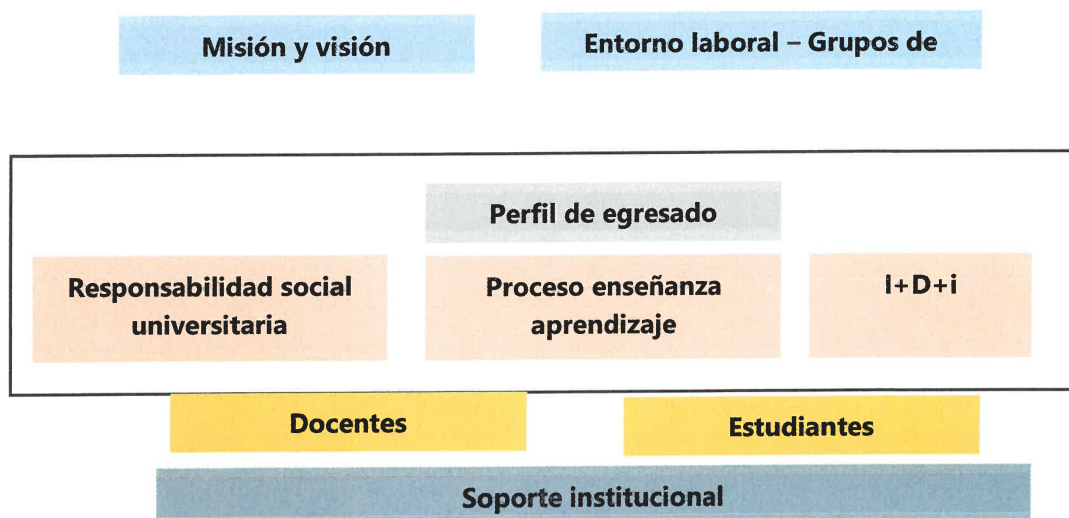 Misión y visión
Entorno laboral – Grupos de
Perfil de egresado
Responsabilidad social
universitaria
Proceso enseñanza
aprendizaje
I+D+i
Docentes
Estudiantes
Soporte institucional